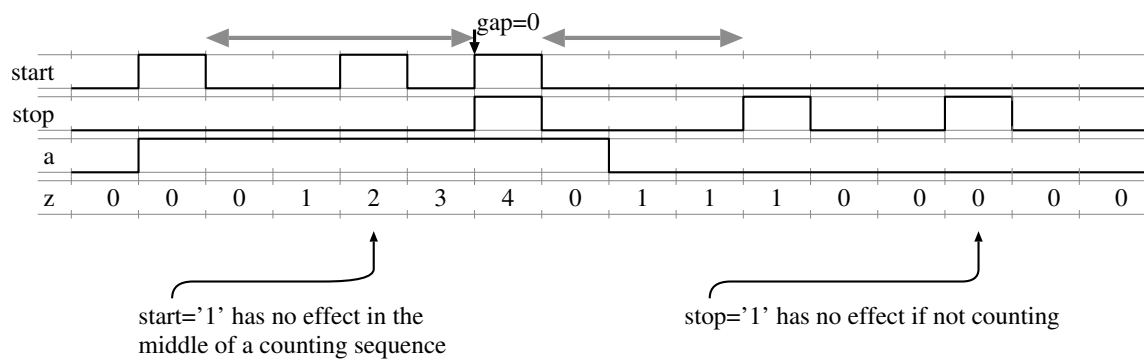 gap=0
start
stop
a
z 0 0 0 1 2 3 4 0 1 1 1 0 0 0 0 0
start=’1’ has no effect in the
middle of a counting sequence
stop=’1’ has no effect if not counting